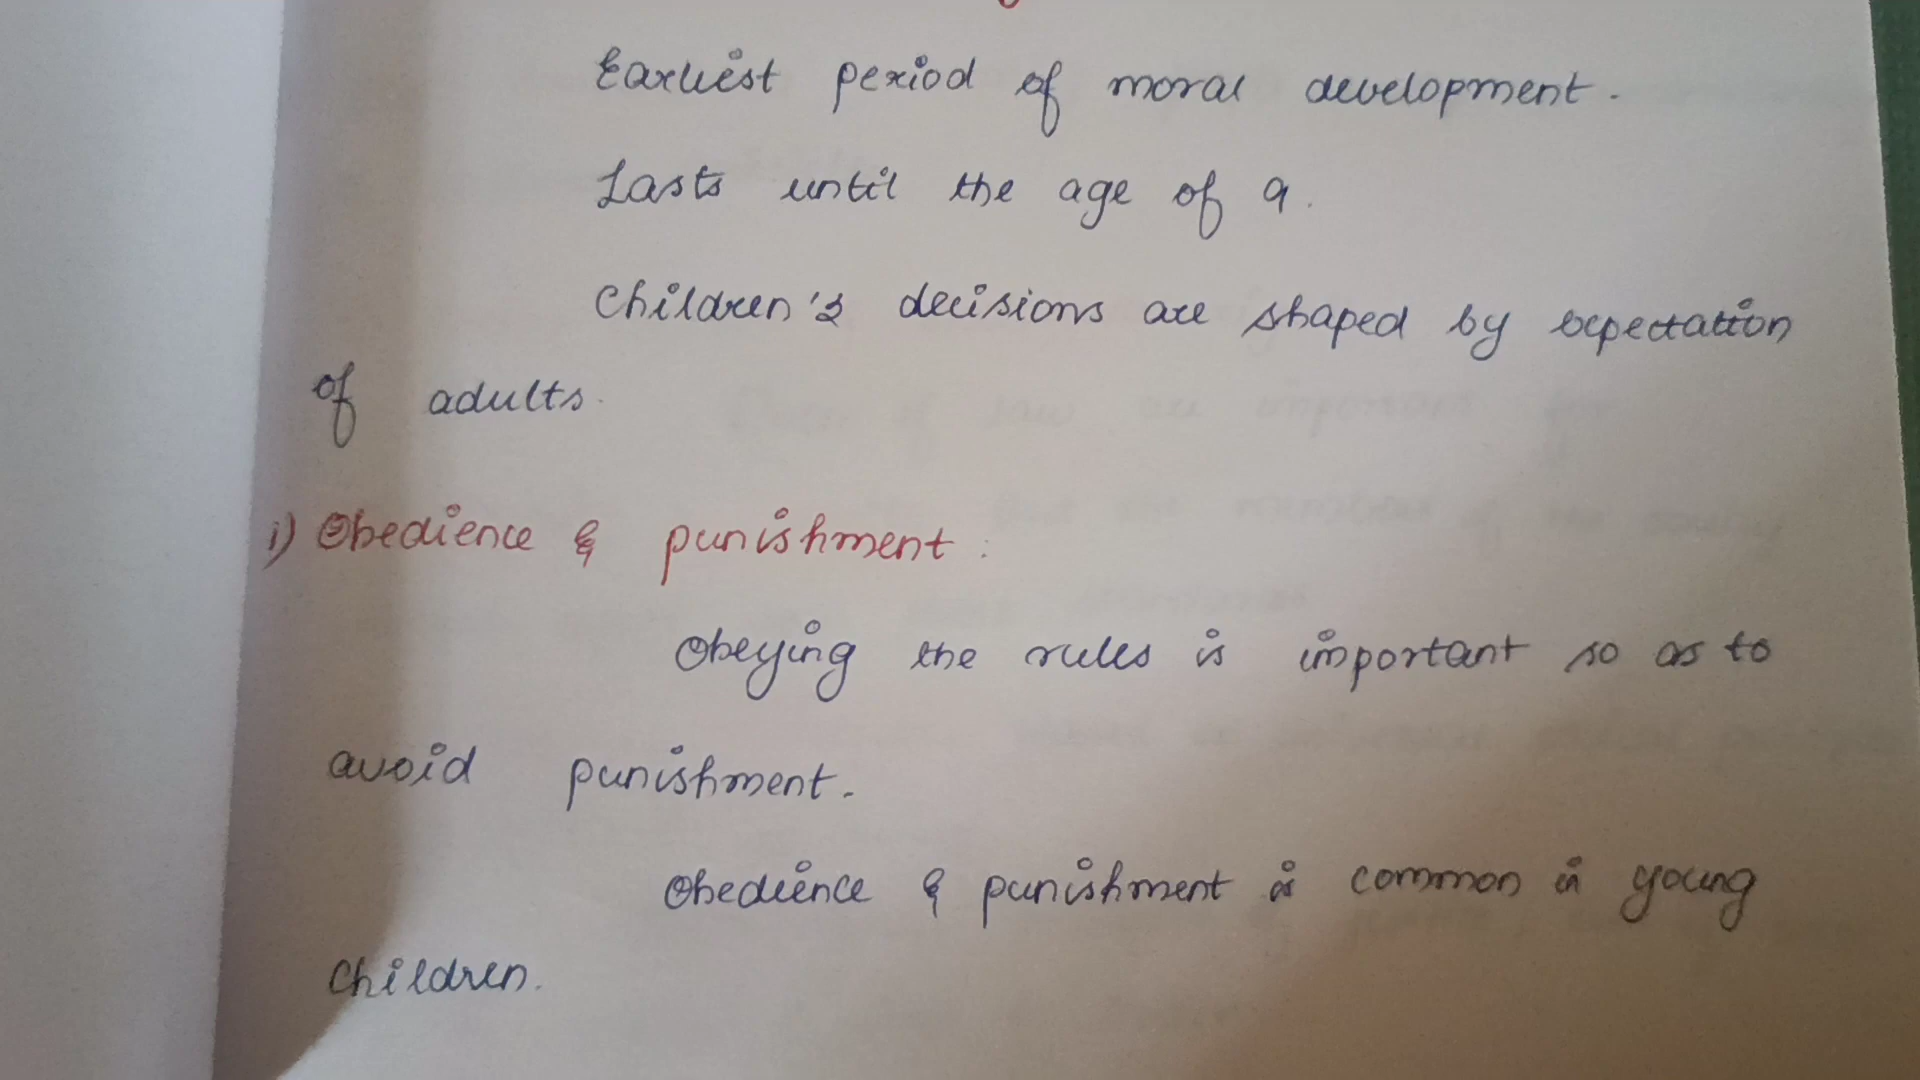 Earliest period of moral development.
Lasts until the age of 9.
Children's decisions are shaped by expectation
of adults.
i) Obedience & punishment:
Obeying the rules is important so as to
avoid punishment.
Obedience & punishment is common in young
children.